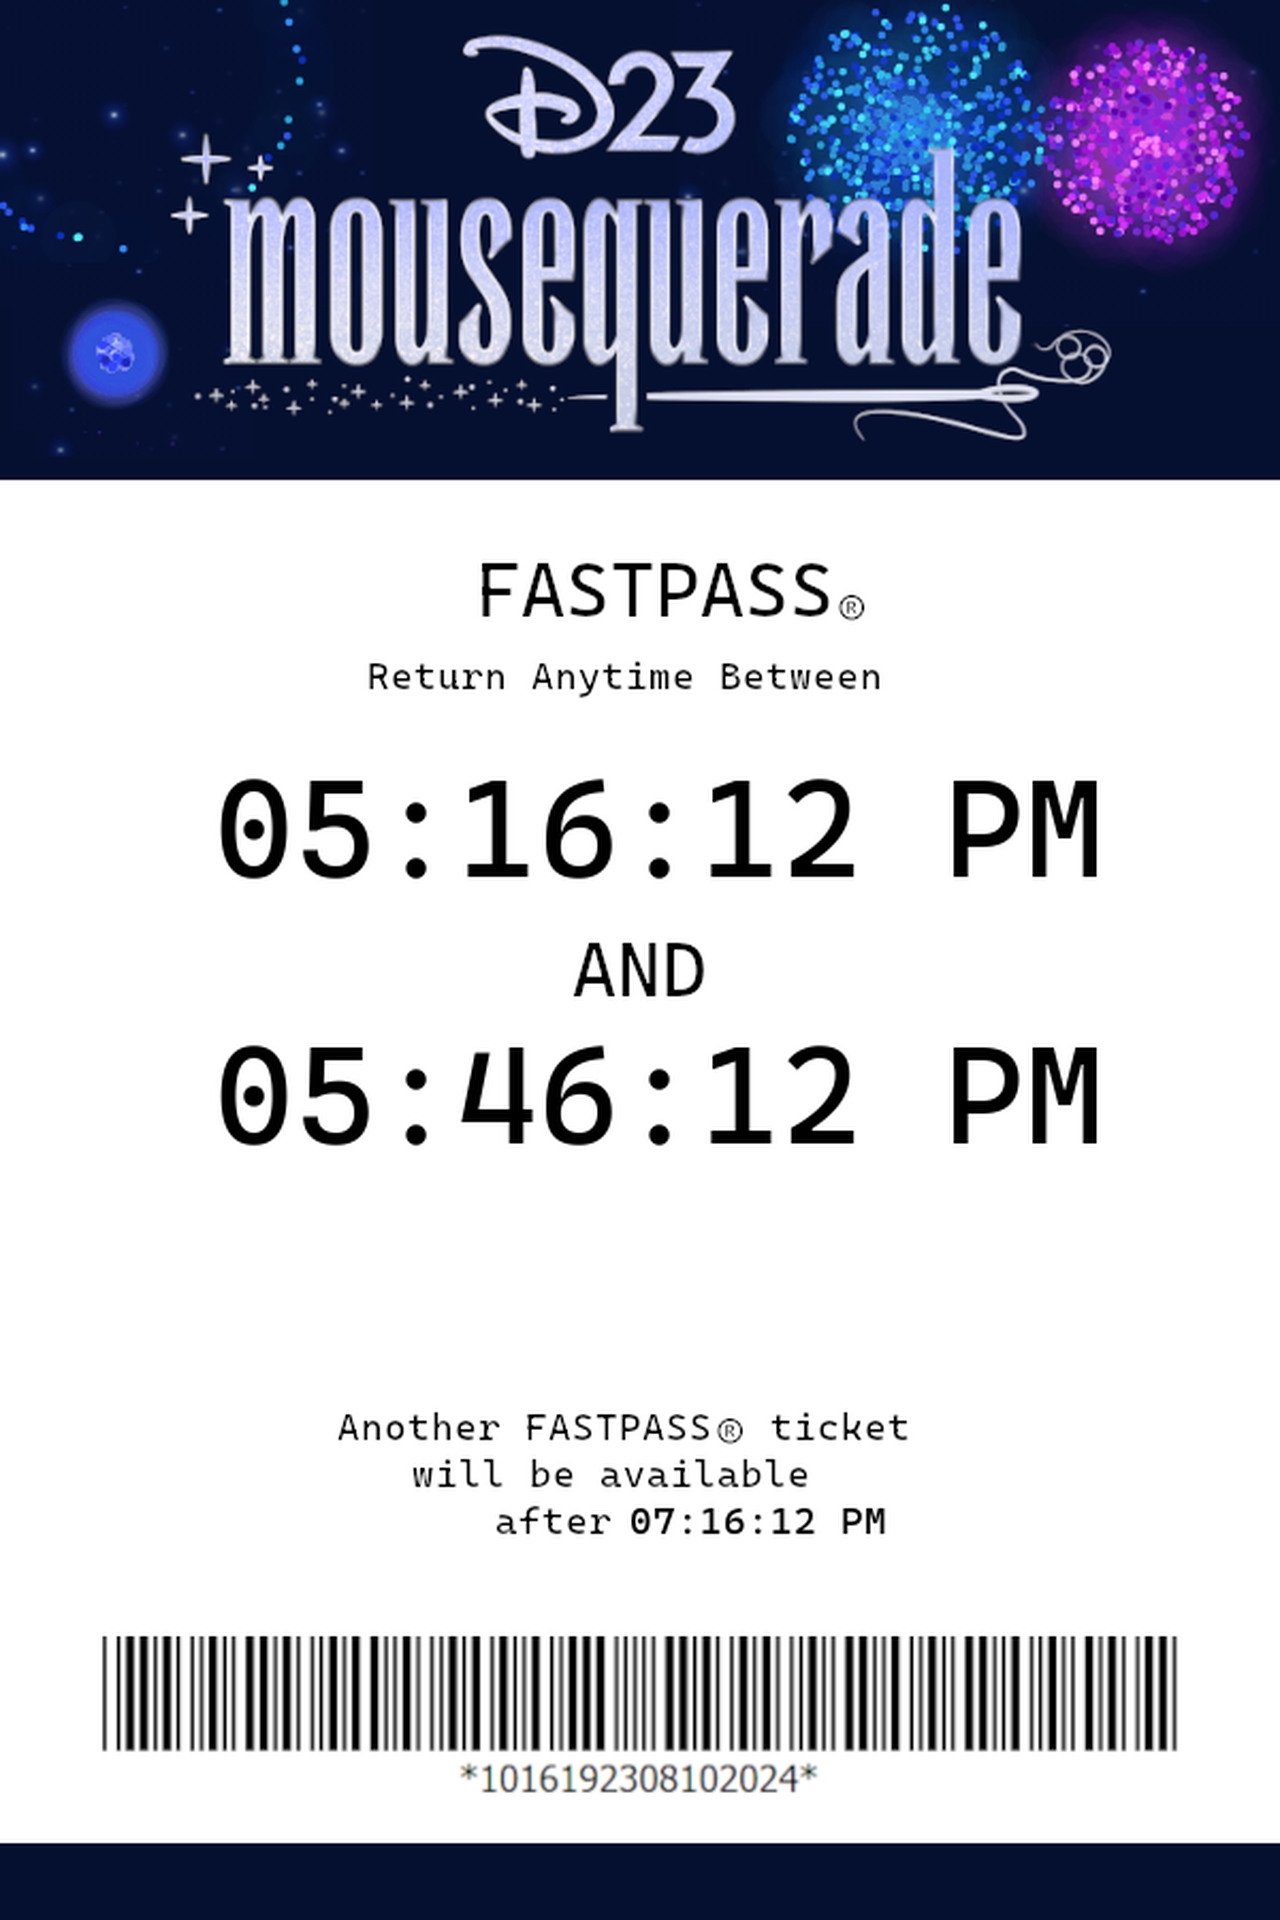 D23
mousequerade
FASTPASS®
Return Anytime Between
05:16:12 PM
AND
05:46:12 PM
Another FASTPASS® ticket
will be available
after 07:16:12 PM
*1016192308102024*